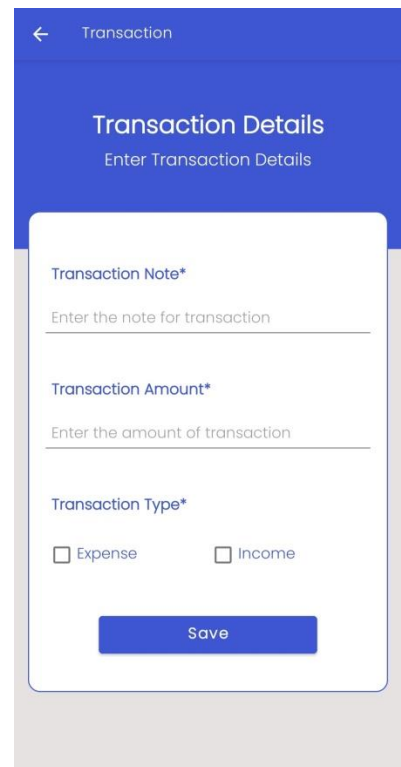 Transaction
Transaction Details
Enter Transaction Details
Transaction Note*
Enter the note for transaction
Transaction Amount*
Enter the amount of transaction
Transaction Type*
Expense Income
Save